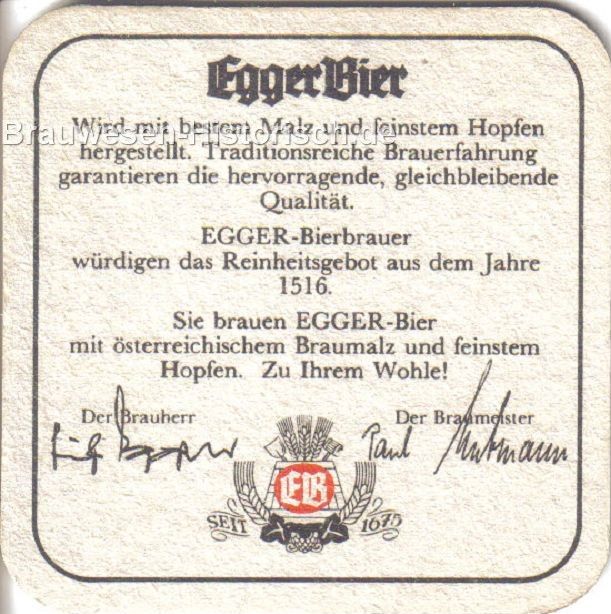 EggerBier
Wird mit bestem Malz und feinstem Hopfen
hergestellt. Traditionsreiche Brauerfahrung
garantieren die hervorragende, gleichbleibende
Qualität.
EGGER-Bierbrauer
würdigen das Reinheitsgebot aus dem Jahre
1516.
Sie brauen EGGER-Bier
mit österreichischem Braumalz und feinstem
Hopfen. Zu Ihrem Wohle!
Der Brauherr Der Braumeister
Egger Paul
EB
SEIT 1675
Brauwesen-Historisch.de